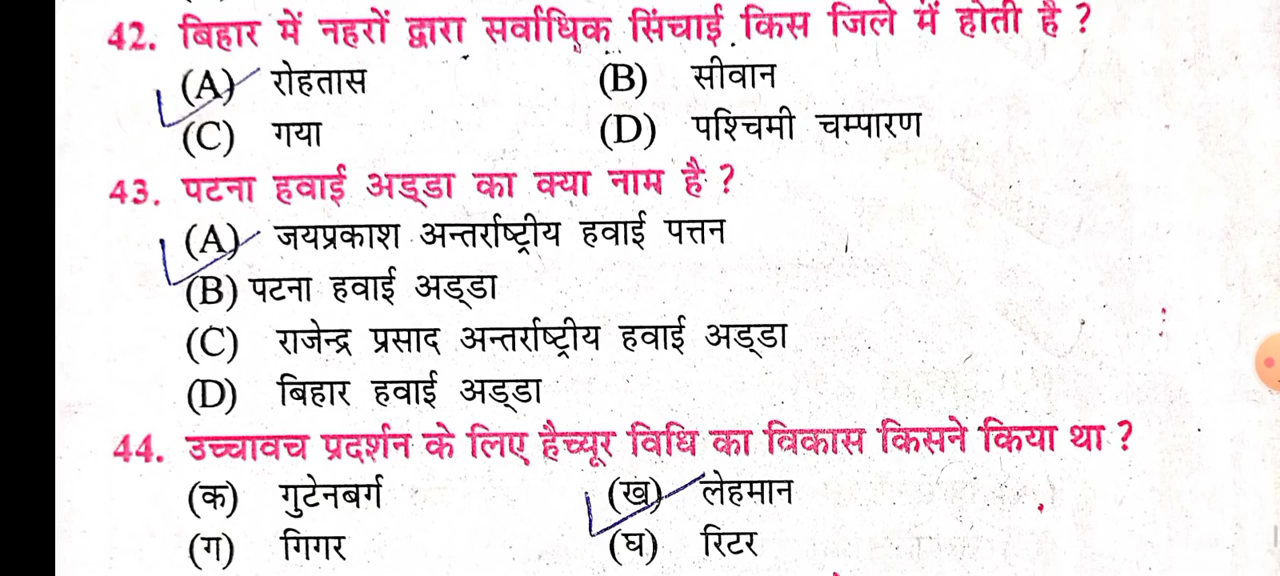 42. बिहार में नहरों द्वारा सर्वाधिक सिंचाई किस जिले में होती है ?
(A) रोहतास (B) सीवान
(C) गया (D) पश्चिमी चम्पारण
43. पटना हवाई अड्डा का क्या नाम है ?
(A) जयप्रकाश अन्तर्राष्ट्रीय हवाई पत्तन
(B) पटना हवाई अड्डा
(C) राजेन्द्र प्रसाद अन्तर्राष्ट्रीय हवाई अड्डा
(D) बिहार हवाई अड्डा
44. उच्चावच प्रदर्शन के लिए हैच्यूर विधि का विकास किसने किया था ?
(क) गुटेनबर्ग (ख) लेहमान
(ग) गिगर (घ) रिटर